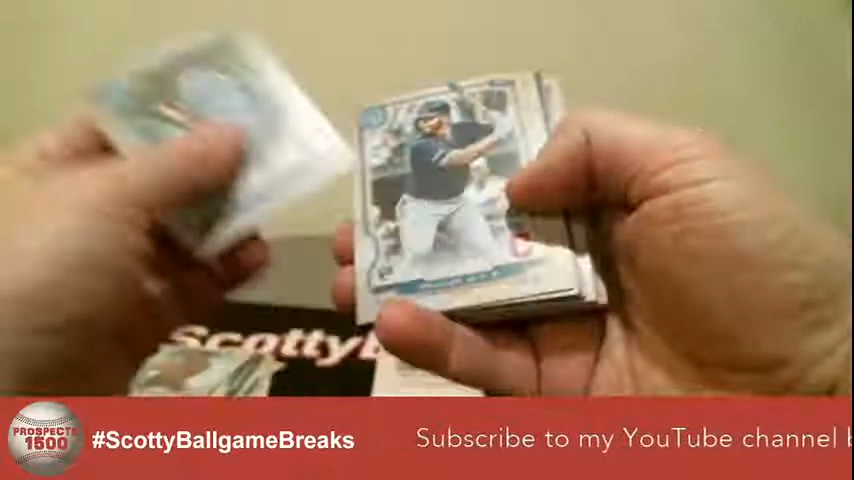 Scotty
PROSPECTS
1500
#ScottyBallgameBreaks
Subscribe to my YouTube channel b